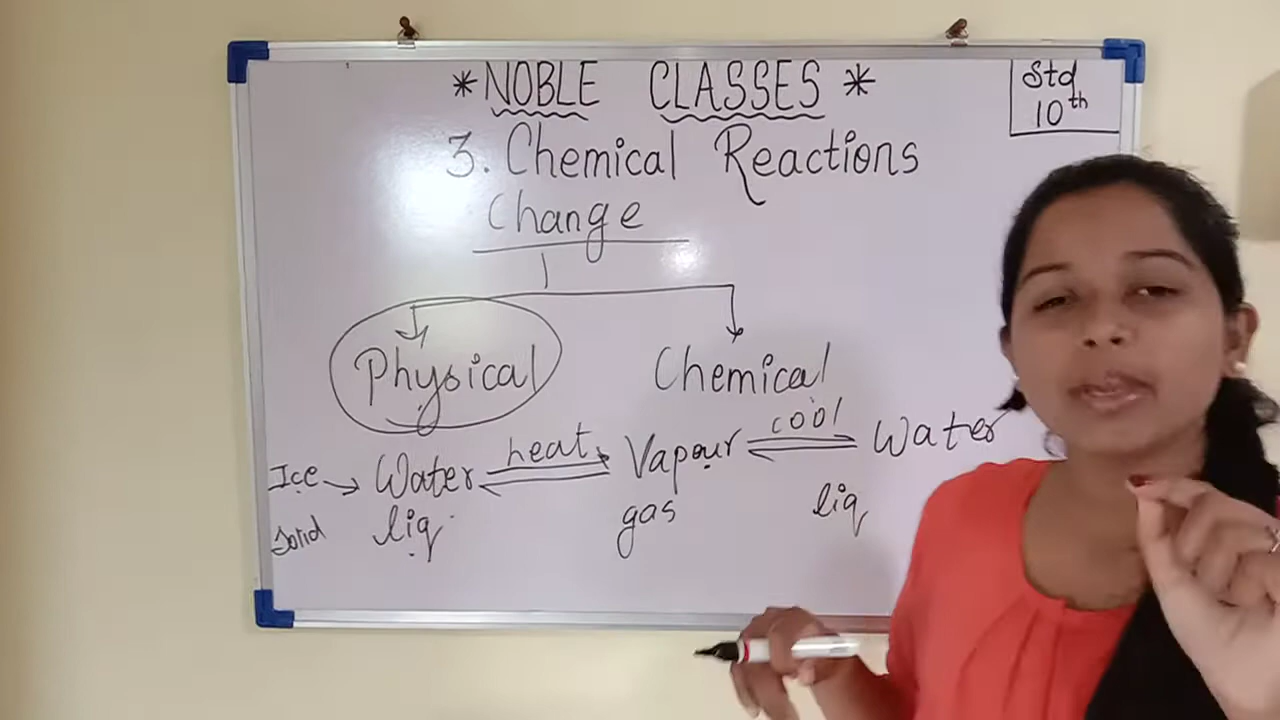 *NOBLE CLASSES*
Std
10th
3. Chemical Reactions
Change
Physical Chemical
Ice → Water heat Vapour cool Water
Solid liq gas liq